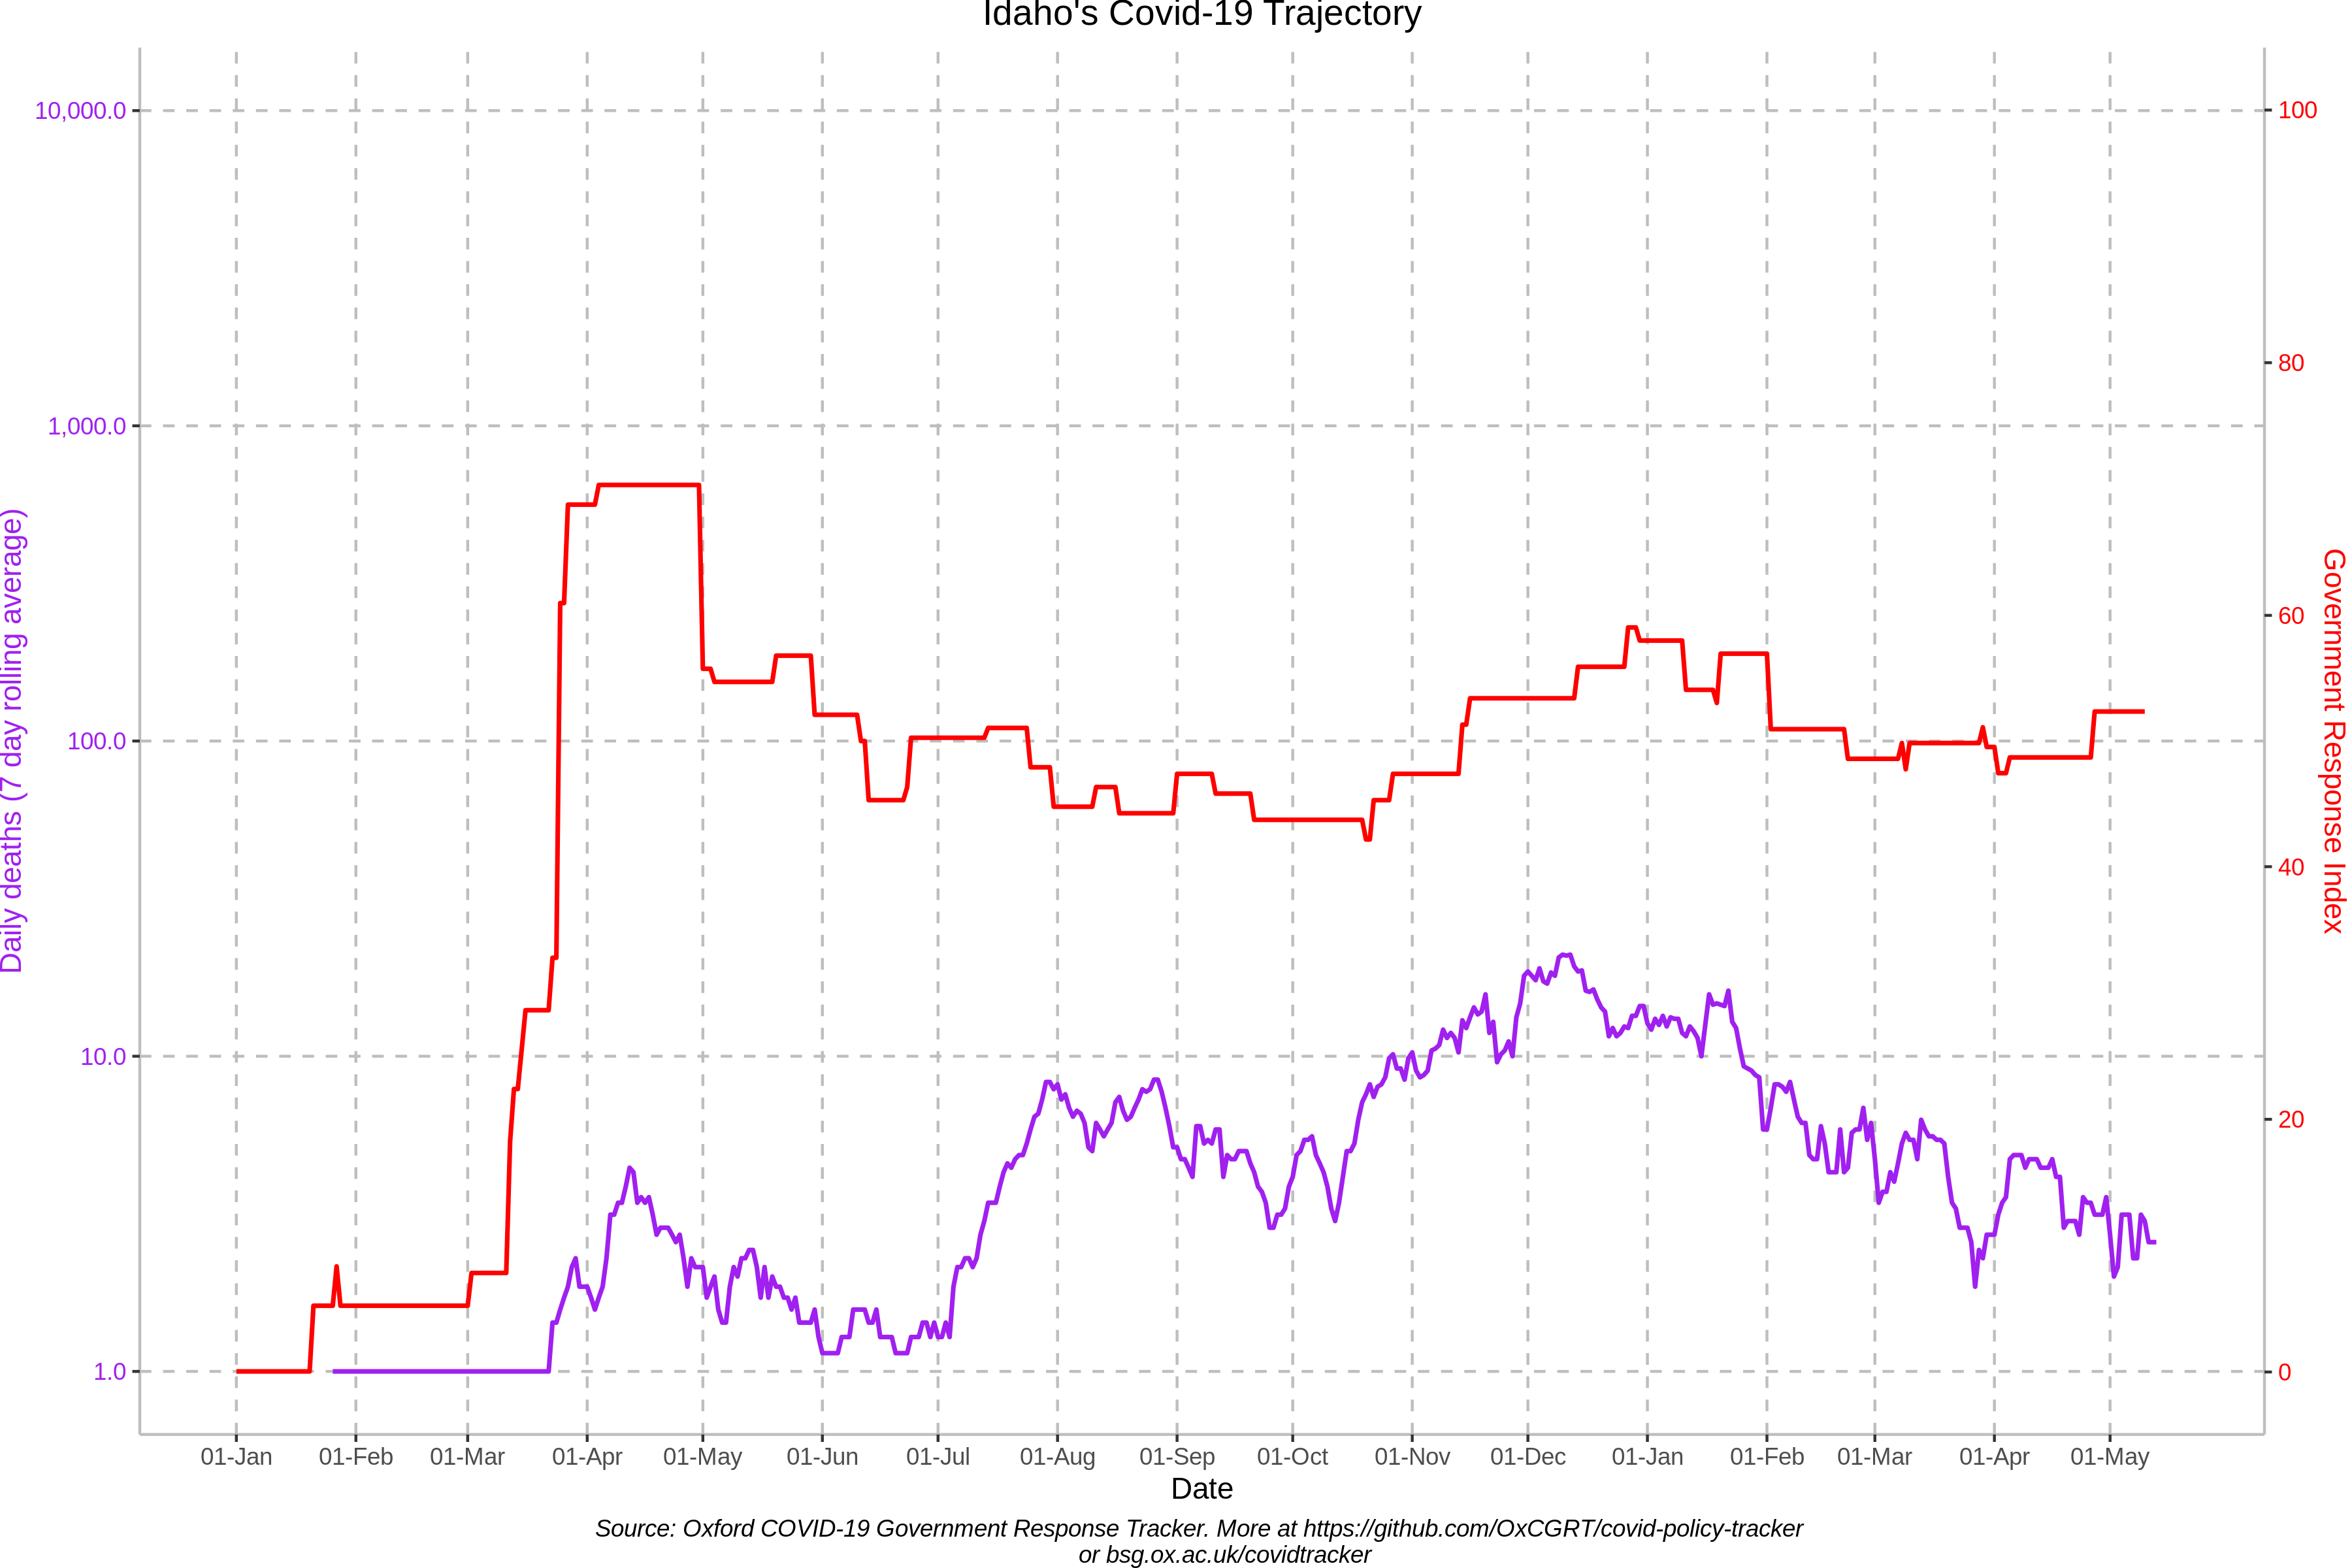 Idaho's Covid-19 Trajectory
10,000.0
1,000.0
100.0
10.0
1.0
Daily deaths (7 day rolling average)
100
80
60
40
20
0
Government Response Index
01-Jan 01-Feb 01-Mar 01-Apr 01-May 01-Jun 01-Jul 01-Aug 01-Sep 01-Oct 01-Nov 01-Dec 01-Jan 01-Feb 01-Mar 01-Apr 01-May
Date
Source: Oxford COVID-19 Government Response Tracker. More at https://github.com/OxCGRT/covid-policy-tracker
or bsg.ox.ac.uk/covidtracker